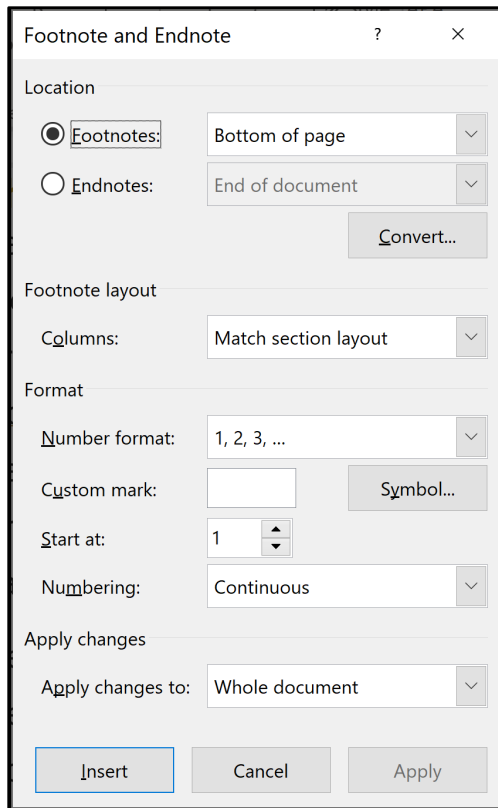 Footnote and Endnote ? ×
Location
Footnotes: Bottom of page
Endnotes: End of document
Convert...
Footnote layout
Columns: Match section layout
Format
Number format: 1, 2, 3, ...
Custom mark: Symbol...
Start at: 1
Numbering: Continuous
Apply changes
Apply changes to: Whole document
Insert Cancel Apply